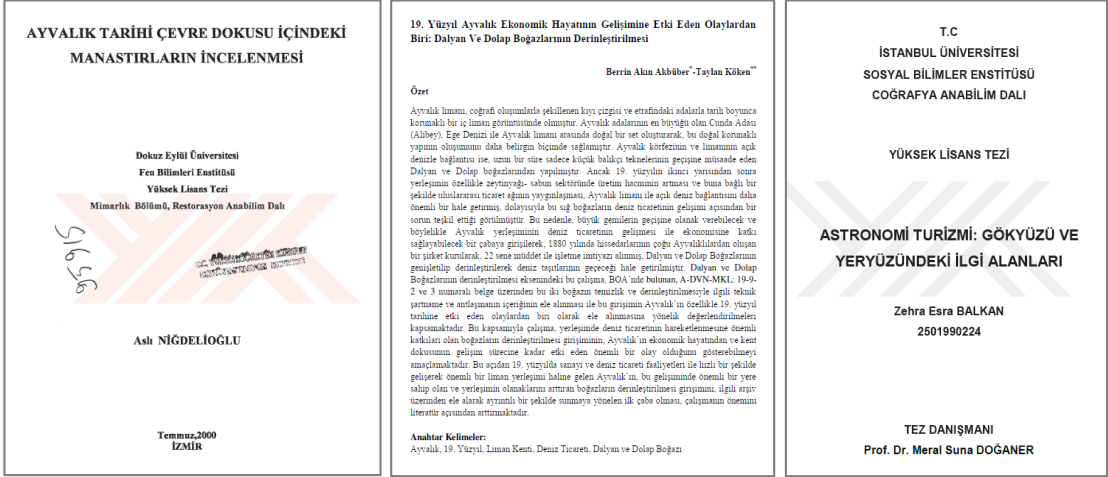 AYVALIK TARİHİ ÇEVRE DOKUSU İÇİNDEKİ
MANASTIRLARIN İNCELENMESİ
Dokuz Eylül Üniversitesi
Fen Bilimleri Enstitüsü
Yüksek Lisans Tezi
Mimarlık Bölümü, Restorasyon Anabilim Dalı
95195
Aslı NİĞDELİOĞLU
Temmuz,2000
İZMİR
19. Yüzyıl Ayvalık Ekonomik Hayatının Gelişimine Etki Eden Olaylardan
Biri: Dalyan Ve Dolap Boğazlarının Derinleştirilmesi
Berrin Akın Akbüber*-Taylan Köken**
Özet
Ayvalık limanı, coğrafi oluşumlarla şekillenen kıyı çizgisi ve etrafındaki adalarla tarih boyunca
korunaklı bir iç liman görüntüsünde olmuştur. Ayvalık adalarının en büyüğü olan Cunda Adası
(Alibey), Ege Denizi ile Ayvalık limanı arasında doğal bir set oluşturarak, bu doğal korunaklı
yapının oluşumunu daha belirgin biçimde sağlamıştır. Ayvalık körfezinin ve limanının açık
denizle bağlantısı ise, uzun bir süre sadece küçük balıkçı teknelerinin geçişine müsaade eden
Dalyan ve Dolap boğazlarından yapılmıştır. Ancak 19. yüzyılın ikinci yarısından sonra
yerleşimin özellikle zeytinyağı- sabun sektöründe üretim hacminin artması ve buna bağlı bir
şekilde uluslararası ticaret ağının yaygınlaşması, Ayvalık limanı ile açık deniz bağlantısını daha
önemli bir hale getirmiş, dolayısıyla bu sığ boğazların deniz ticaretinin gelişimi açısından bir
sorun teşkil ettiği görülmüştür. Bu nedenle, büyük gemilerin geçişine olanak verebilecek ve
böylelikle Ayvalık yerleşiminin deniz ticaretinin gelişmesi ile ekonomisine katkı
sağlayabilecek bir çabaya girişilerek, 1880 yılında hissedarlarının çoğu Ayvalıklılardan oluşan
bir şirket kurularak, 22 sene müddet ile işletme imtiyazı alınmış, Dalyan ve Dolap Boğazlarının
genişletilip derinleştirilerek deniz taşıtlarının geçeceği hale getirilmiştir. Dalyan ve Dolap
Boğazlarının derinleştirilmesi eksenindeki bu çalışma, BOA'nde bulunan, A-DVN-MKL: 19-9-
2 ve 3 numaralı belge üzerinden bu iki boğazın temizlik ve derinleştirilmesiyle ilgili teknik
şartname ve antlaşmanın içeriğinin ele alınması ile bu girişimin Ayvalık'ın özellikle 19. yüzyıl
tarihine etki eden olaylardan biri olarak ele alınmasına yönelik değerlendirilmeleri
kapsamaktadır. Bu kapsamıyla çalışma, yerleşimde deniz ticaretinin hareketlenmesine önemli
katkıları olan boğazların derinleştirilmesi girişiminin, Ayvalık'ın ekonomik hayatından ve kent
dokusunun gelişim sürecine kadar etki eden önemli bir olay olduğunu gösterebilmeyi
amaçlamaktadır. Bu açıdan 19. yüzyılda sanayi ve deniz ticareti faaliyetleri ile hızlı bir şekilde
gelişerek önemli bir liman yerleşimi haline gelen Ayvalık'ın, bu gelişiminde önemli bir yere
sahip olan ve yerleşimin olanaklarını arttıran boğazların derinleştirilmesi girişimini, ilgili arşiv
üzerinden ele alarak ayrıntılı bir şekilde sunmaya yönelen ilk çaba olması, çalışmanın önemini
literatür açısından arttırmaktadır.
Anahtar Kelimeler:
Ayvalık, 19. Yüzyıl, Liman Kenti, Deniz Ticareti, Dalyan ve Dolap Boğazı
T.C
İSTANBUL ÜNİVERSİTESİ
SOSYAL BİLİMLER ENSTİTÜSÜ
COĞRAFYA ANABİLİM DALI
YÜKSEK LİSANS TEZİ
ASTRONOMİ TURİZMİ: GÖKYÜZÜ VE
YERYÜZÜNDEKİ İLGİ ALANLARI
Zehra Esra BALKAN
2501990224
TEZ DANIŞMANI
Prof. Dr. Meral Suna DOĞANER